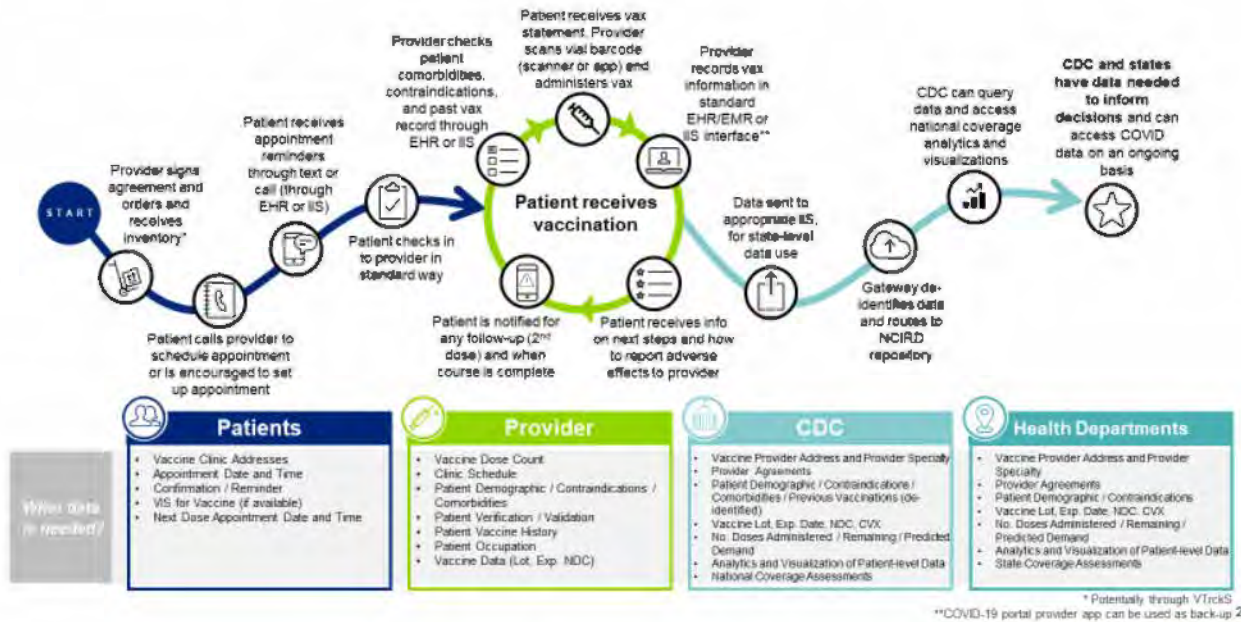 START
Provider signs
agreement and
orders and
receives
inventory*
Patient calls provider to
schedule appointment
or is encouraged to set
up appointment
Patient receives
appointment
reminders
through text or
call (through
EHR or IIS)
Patient checks in
to provider in
standard way
Provider checks
patient
comorbidities,
contraindications,
and past vax
record through
EHR or IIS
Patient receives vax
statement. Provider
scans vial barcode
(scanner or app) and
administers vax
Provider
records vax
information in
standard
EHR/EMR or
IIS interface**
Patient receives
vaccination
Patient receives info
on next steps and how
to report adverse
effects to provider
Patient is notified for
any follow-up (2nd
dose) and when
course is complete
Data sent to
appropriate IIS,
for state-level
data use
Gateway de-
identifies data
and routes to
NCIRD
repository
CDC can query
data and access
national coverage
analytics and
visualizations
CDC and states
have data needed
to inform
decisions and can
access COVID
data on an ongoing
basis
What data
is needed?
Patients
• Vaccine Clinic Addresses
• Appointment Date and Time
• Confirmation / Reminder
• VIS for Vaccine (if available)
• Next Dose Appointment Date and Time
Provider
• Vaccine Dose Count
• Clinic Schedule
• Patient Demographic / Contraindications /
Comorbidities
• Patient Verification / Validation
• Patient Vaccine History
• Patient Occupation
• Vaccine Data (Lot, Exp. NDC)
CDC
• Vaccine Provider Address and Provider Specialty
• Provider Agreements
• Patient Demographic / Contraindications /
Comorbidities / Previous Vaccinations (de-
identified)
• Vaccine Lot, Exp. Date, NDC, CVX
• No. Doses Administered / Remaining / Predicted
Demand
• Analytics and Visualization of Patient-level Data
• National Coverage Assessments
Health Departments
• Vaccine Provider Address and Provider
Specialty
• Provider Agreements
• Patient Demographic / Contraindications
• Vaccine Lot, Exp. Date, NDC, CVX
• No. Doses Administered / Remaining /
Predicted Demand
• Analytics and Visualization of Patient-level Data
• State Coverage Assessments
* Potentially through VTrckS
**COVID-19 portal provider app can be used as back-up 2